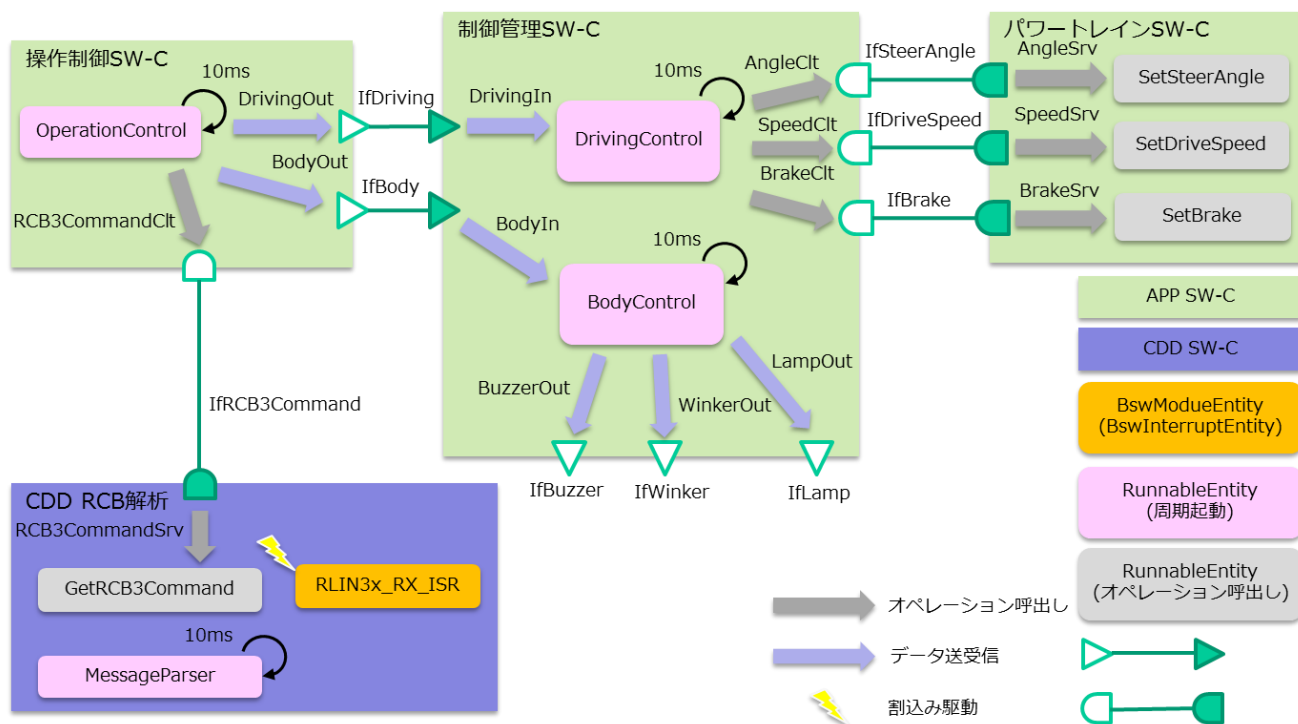 操作制御SW-C
10ms
OperationControl
DrivingOut
BodyOut
RCB3CommandClt
IfDriving
IfBody
IfRCB3Command
制御管理SW-C
DrivingIn
10ms
DrivingControl
AngleClt
SpeedClt
BrakeClt
BodyIn
10ms
BodyControl
BuzzerOut
WinkerOut
LampOut
IfBuzzer
IfWinker
IfLamp
IfSteerAngle
IfDriveSpeed
IfBrake
パワートレインSW-C
AngleSrv
SetSteerAngle
SpeedSrv
SetDriveSpeed
BrakeSrv
SetBrake
CDD RCB解析
RCB3CommandSrv
GetRCB3Command
RLIN3x_RX_ISR
10ms
MessageParser
APP SW-C
CDD SW-C
BswModueEntity
(BswInterruptEntity)
RunnableEntity
(周期起動)
RunnableEntity
(オペレーション呼出し)
オペレーション呼出し
データ送受信
割込み駆動